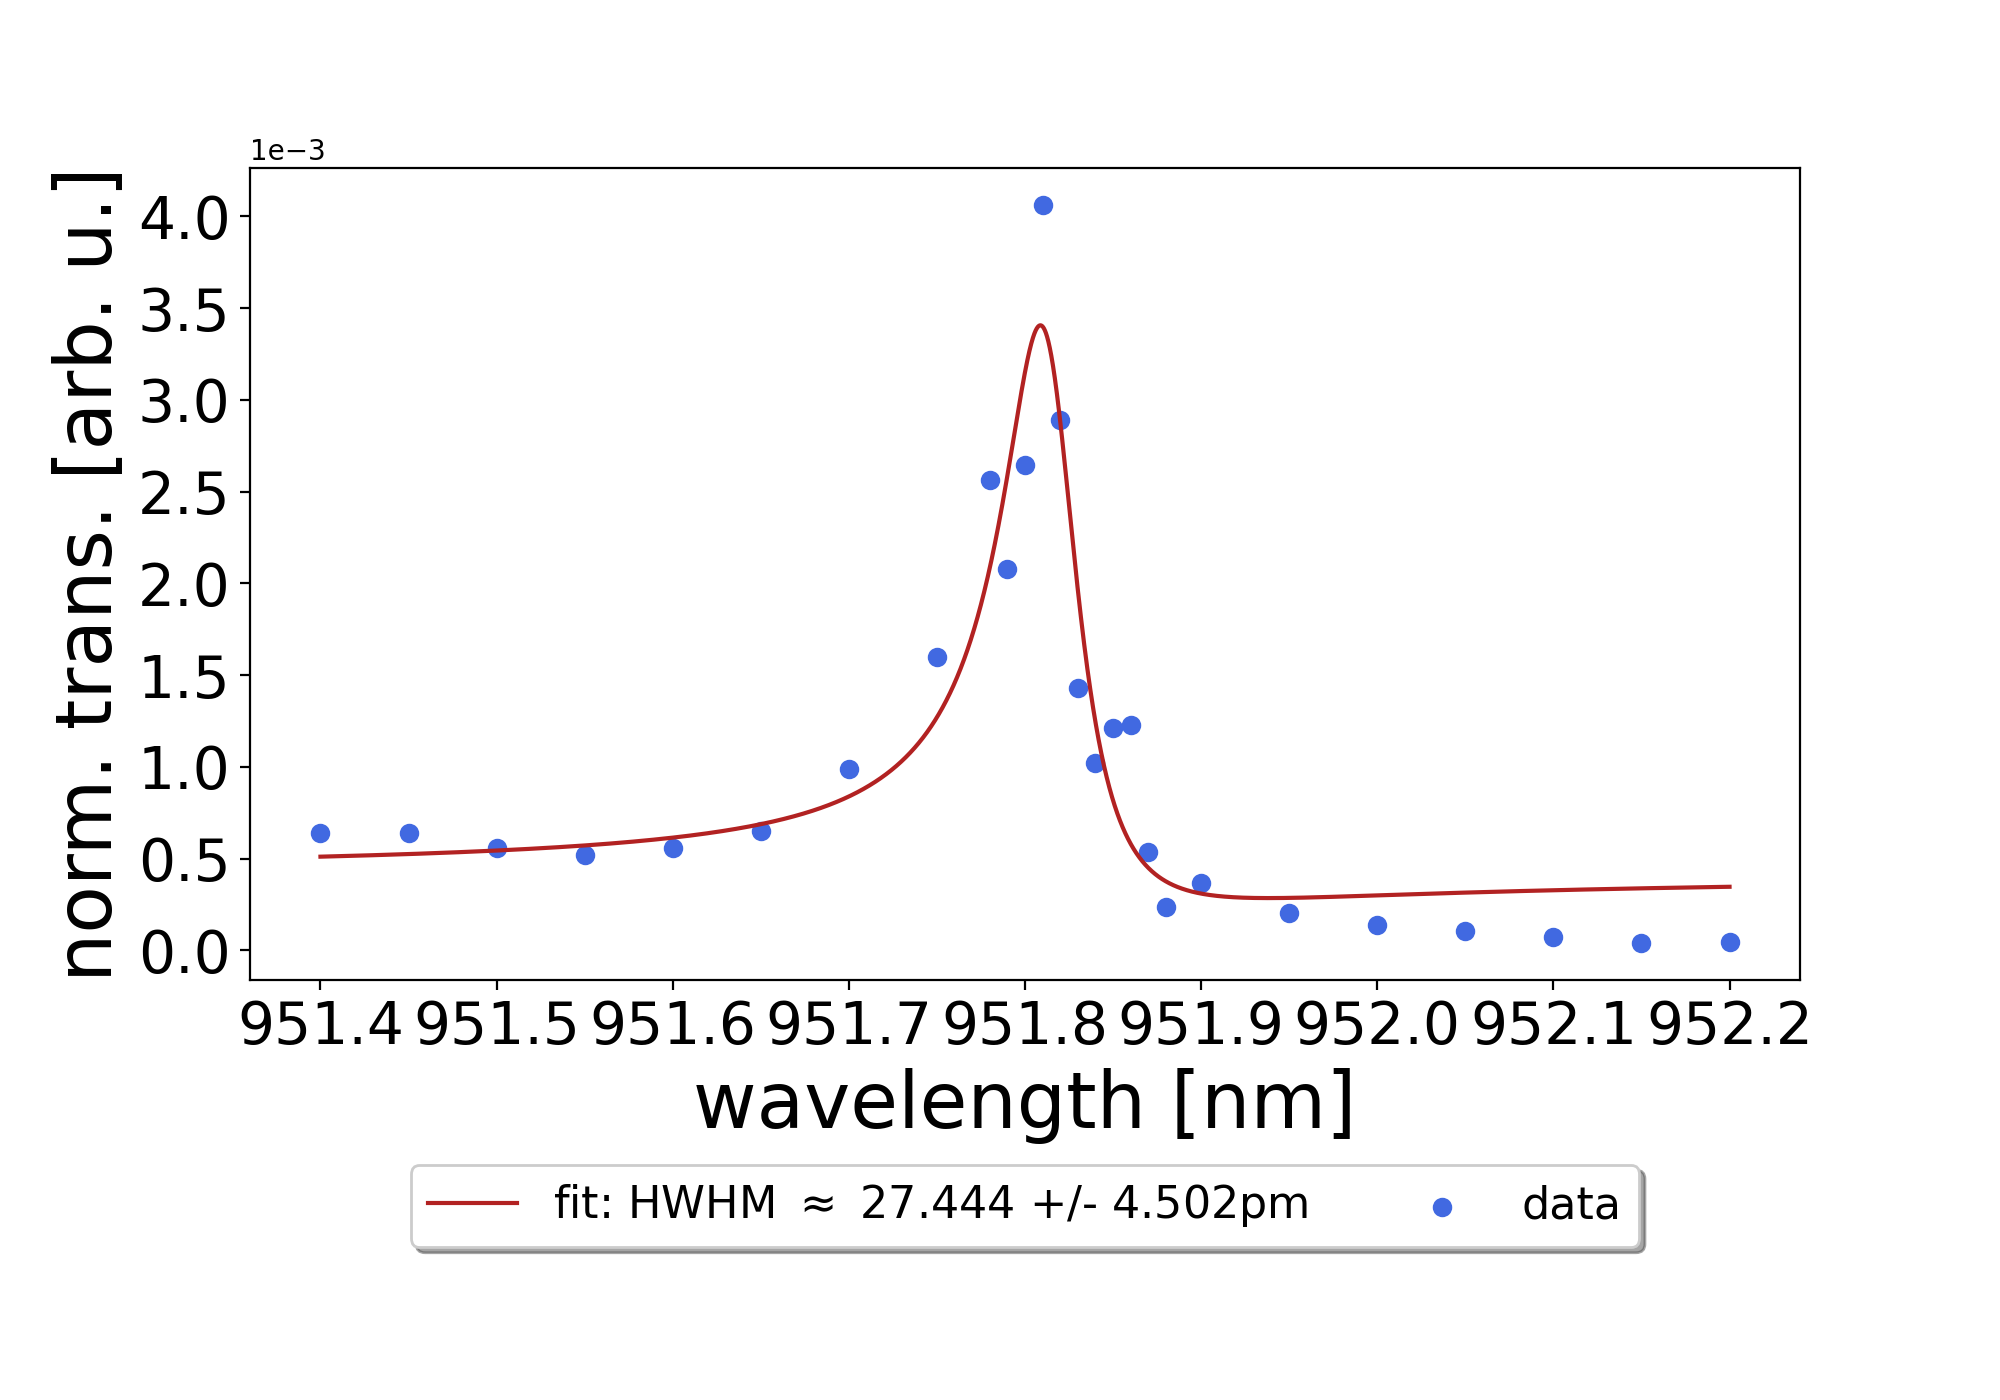 1e−3
norm. trans. [arb. u.]
4.0
3.5
3.0
2.5
2.0
1.5
1.0
0.5
0.0
951.4 951.5 951.6 951.7 951.8 951.9 952.0 952.1 952.2
wavelength [nm]
fit: HWHM ≈ 27.444 +/- 4.502pm data